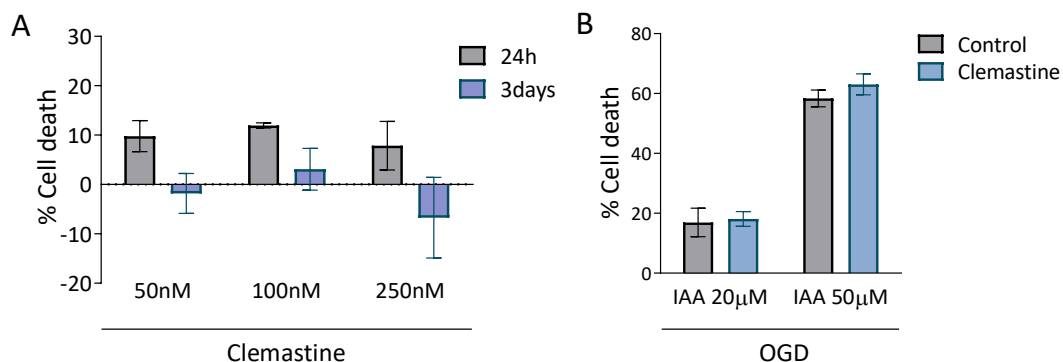 A
% Cell death
30
20
10
0
-10
-20
24h
3days
50nM 100nM 250nM
Clemastine
B
% Cell death
80
60
40
20
0
Control
Clemastine
IAA 20μM IAA 50μM
OGD